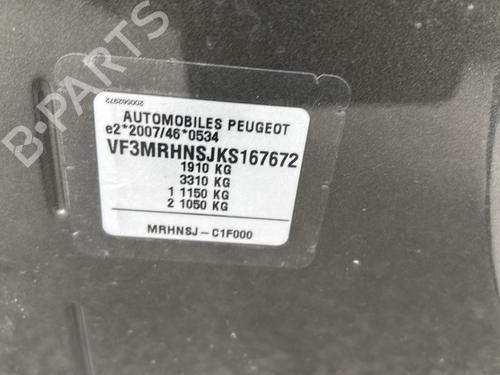 B-PARTS
200562972
AUTOMOBILES PEUGEOT
e2*2007/46*0534
VF3MRHNSJKS167672
1910 KG
3310 KG
1 1150 KG
2 1050 KG
MRHNSJ-C1F000
B-PARTS